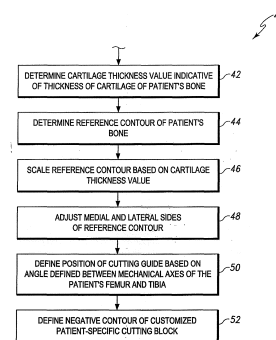 DETERMINE CARTILAGE THICKNESS VALUE INDICATIVE
OF THICKNESS OF CARTILAGE OF PATIENT'S BONE
42
DETERMINE REFERENCE CONTOUR OF PATIENT'S
BONE
44
SCALE REFERENCE CONTOUR BASED ON CARTILAGE
THICKNESS VALUE
46
ADJUST MEDIAL AND LATERAL SIDES
OF REFERENCE CONTOUR
48
DEFINE POSITION OF CUTTING GUIDE BASED ON
ANGLE DEFINED BETWEEN MECHANICAL AXES OF THE
PATIENT'S FEMUR AND TIBIA
50
DEFINE NEGATIVE CONTOUR OF CUSTOMIZED
PATIENT-SPECIFIC CUTTING BLOCK
52